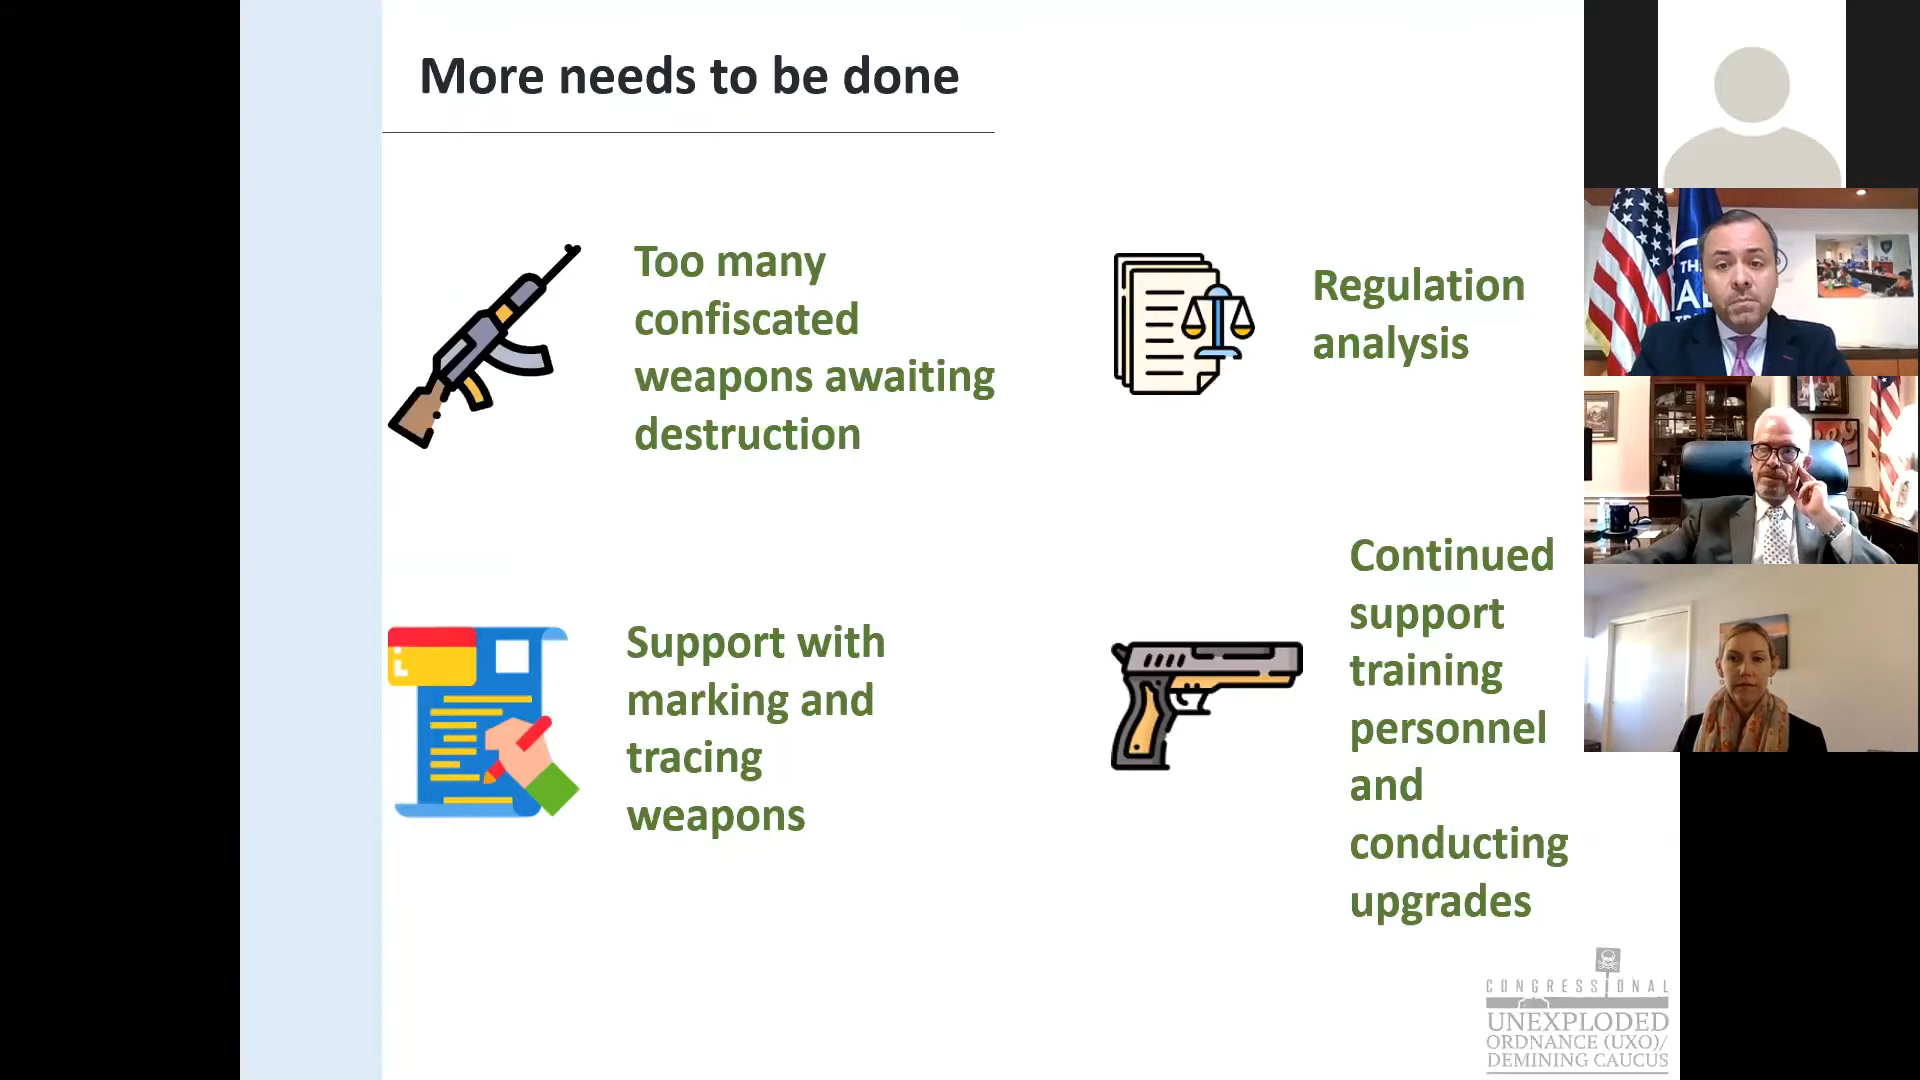 More needs to be done
Too many
confiscated
weapons awaiting
destruction
Regulation
analysis
Support with
marking and
tracing
weapons
Continued
support
training
personnel
and
conducting
upgrades
CONGRESSIONAL
UNEXPLODED
ORDNANCE (UXO)/
DEMINING CAUCUS